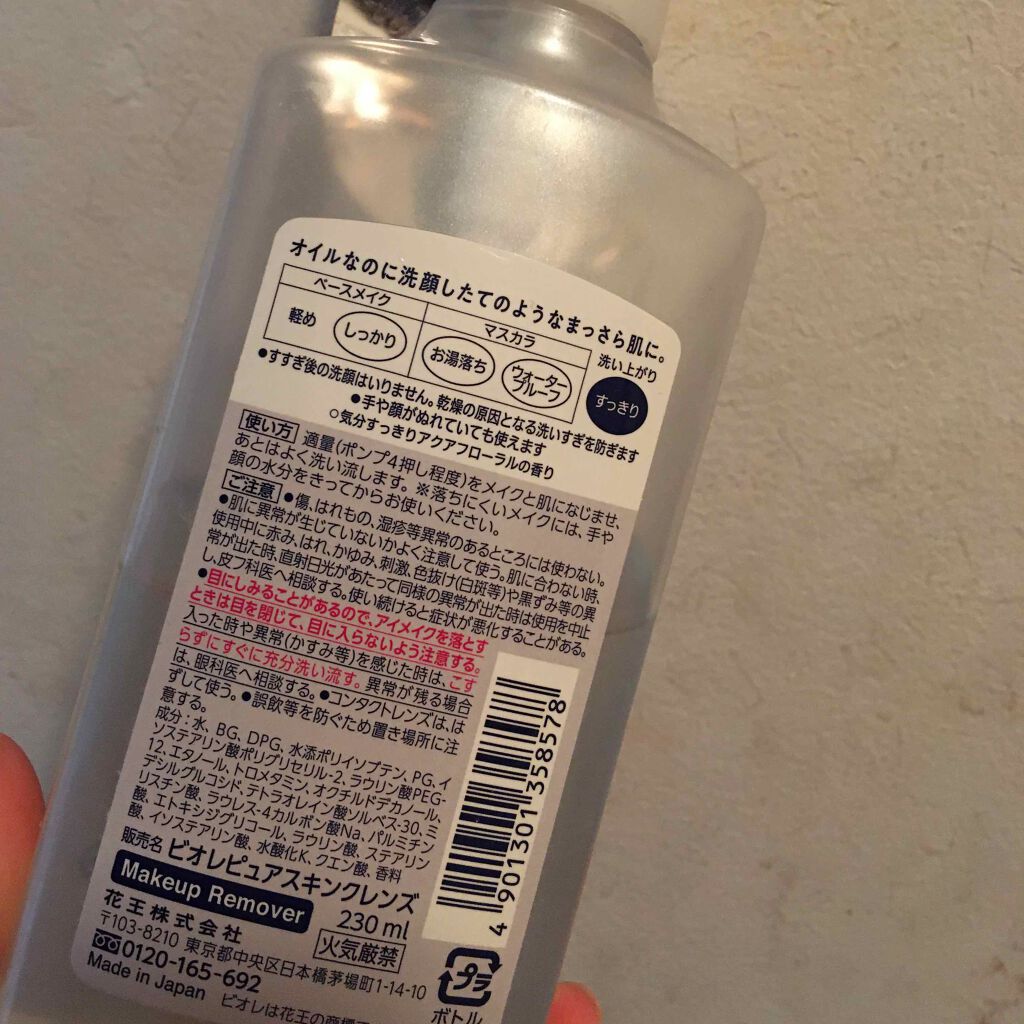 オイルなのに洗顔したてのようなまっさら肌に。
ベースメイク
マスカラ
洗い上がり
軽め
しっかり
お湯落ち
ウォーター
プルーフ
すっきり
●すすぎ後の洗顔はいりません。乾燥の原因となる洗いすぎを防ぎます
●手や顔がぬれていても使えます
○気分すっきりアクアフローラルの香り
使い方 適量(ポンプ4押し程度)をメイクと肌になじませ、
あとはよく洗い流します。※落ちにくいメイクには、手や
顔の水分をきってからお使いください。
ご注意 ●傷、はれもの、湿疹等異常のあるところには使わない。
●肌に異常が生じていないかよく注意して使う。肌に合わない時、
使用中に赤み、はれ、かゆみ、刺激、色抜け(白斑等)や黒ずみ等の異
常が出た時、直射日光があたって同様の異常が出た時は使用を中止
し、皮フ科医へ相談する。使い続けると症状が悪化することがある。
●目にしみることがあるので、アイメイクを落とす
ときは目を閉じて、目に入らないよう注意する。
入った時や異常(かすみ等)を感じた時は、こす
らずにすぐに充分洗い流す。異常が残る場合
は、眼科医へ相談する。●コンタクトレンズは、は
ずして使う。●誤飲等を防ぐため置き場所に注
意する。
成分:水、BG、DPG、水添ポリイソブテン、PG、イ
ソステアリン酸ポリグリセリル-2、ラウリン酸PEG-
12、エタノール、トロメタミン、オクチルドデカノール、
デシルグルコシド、テトラオレイン酸ソルベス-30、ミ
リスチン酸、ラウレス-4カルボン酸Na、パルミチン
酸、エトキシジグリコール、ラウリン酸、ステアリン
酸、イソステアリン酸、水酸化K、クエン酸、香料
販売名 ビオレピュアスキンクレンズ
Makeup Remover
230 ml
花王株式会社
火気厳禁
〒103-8210 東京都中央区日本橋茅場町1-14-10
0120-165-692
Made in Japan ビオレは花王の商標
4 901301 358578
プラ
ボトル